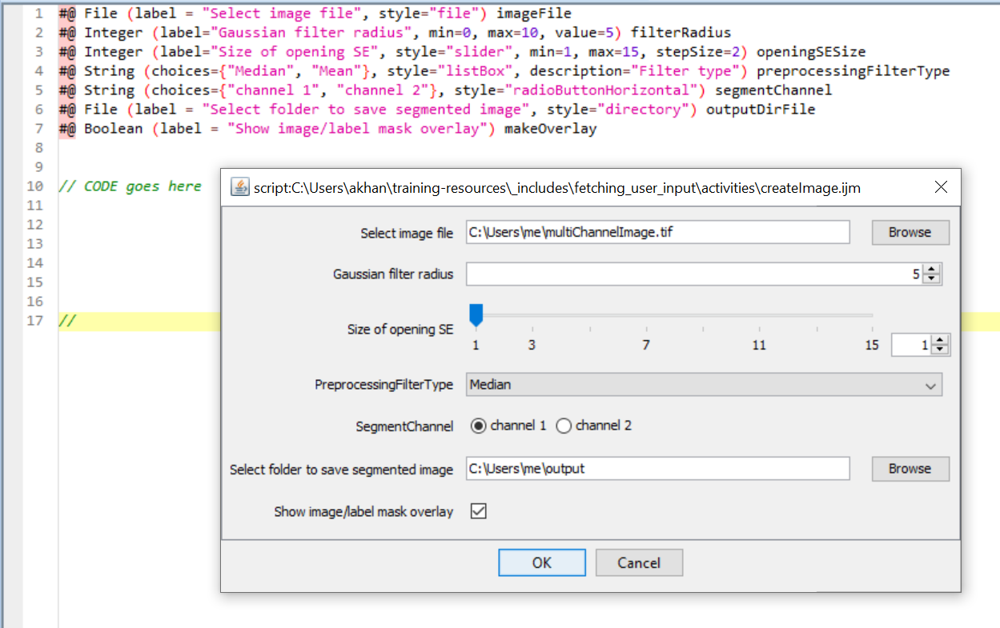 1 #@ File (label = "Select image file", style="file") imageFile
2 #@ Integer (label="Gaussian filter radius", min=0, max=10, value=5) filterRadius
3 #@ Integer (label="Size of opening SE", style="slider", min=1, max=15, stepSize=2) openingSESize
4 #@ String (choices={"Median", "Mean"}, style="listBox", description="Filter type") preprocessingFilterType
5 #@ String (choices={"channel 1", "channel 2"}, style="radioButtonHorizontal") segmentChannel
6 #@ File (label = "Select folder to save segmented image", style="directory") outputDirFile
7 #@ Boolean (label = "Show image/label mask overlay") makeOverlay
8
9
10 // CODE goes here
11
12
13
14
15
16
17 //
script:C:\Users\akhan\training-resources\_includes\fetching_user_input\activities\createImage.ijm
Select image file C:\Users\me\multiChannelImage.tif Browse
Gaussian filter radius 5
Size of opening SE
1 3 7 11 15 1
PreprocessingFilterType Median
SegmentChannel channel 1 channel 2
Select folder to save segmented image C:\Users\me\output Browse
Show image/label mask overlay
OK Cancel